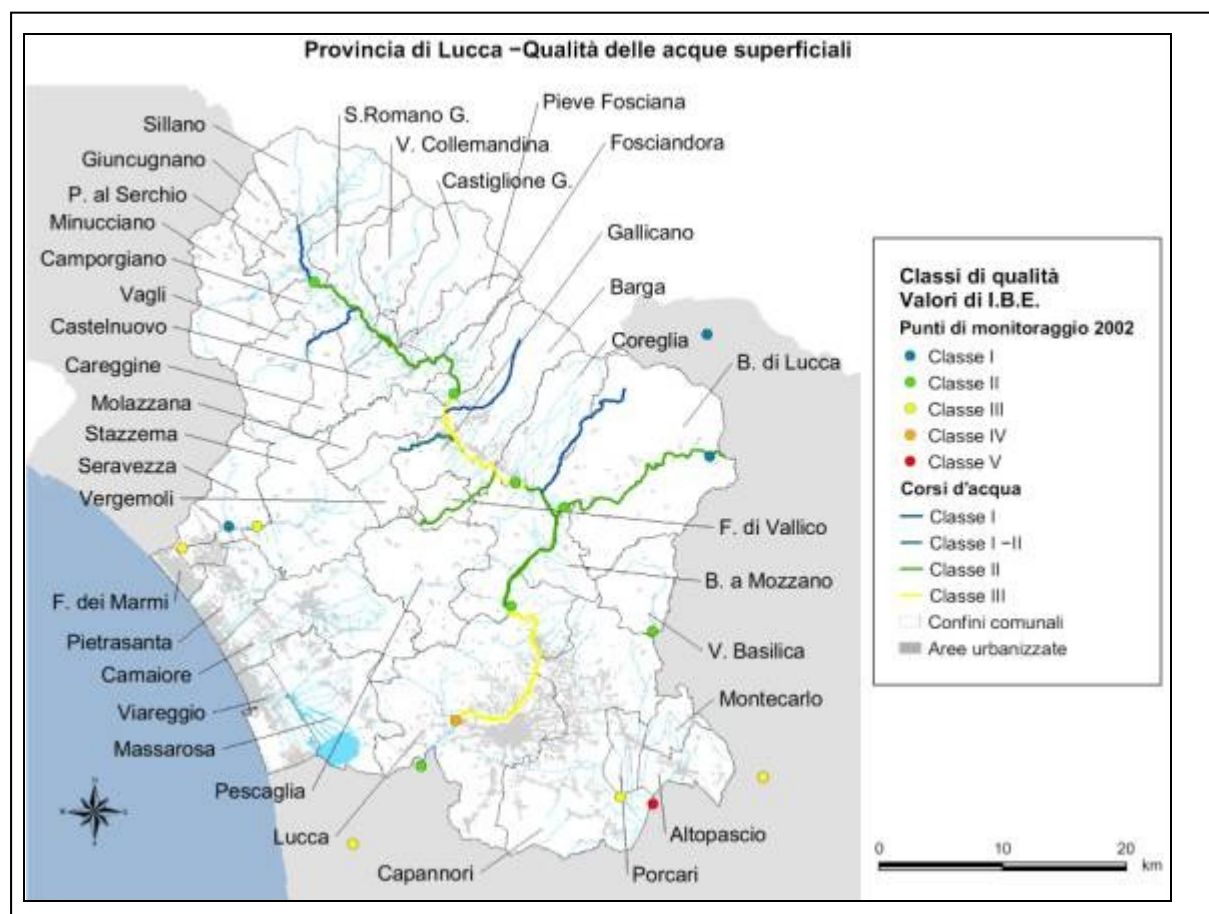 Provincia di Lucca −Qualità delle acque superficiali
Pieve Fosciana
S.Romano G.
Sillano
V. Collemandina
Fosciandora
Giuncugnano
Castiglione G.
P. al Serchio
Minucciano
Gallicano
Camporgiano
Barga
Vagli
Castelnuovo
Coreglia
Careggine
B. di Lucca
Molazzana
Stazzema
Seravezza
Vergemoli
F. di Vallico
B. a Mozzano
F. dei Marmi
Pietrasanta
V. Basilica
Camaiore
Montecarlo
Viareggio
Massarosa
Pescaglia
Lucca
Altopascio
Capannori
Porcari
Classi di qualità
Valori di I.B.E.
Punti di monitoraggio 2002
Classe I
Classe II
Classe III
Classe IV
Classe V
Corsi d'acqua
Classe I
Classe I −II
Classe II
Classe III
Confini comunali
Aree urbanizzate
0 10 20
km